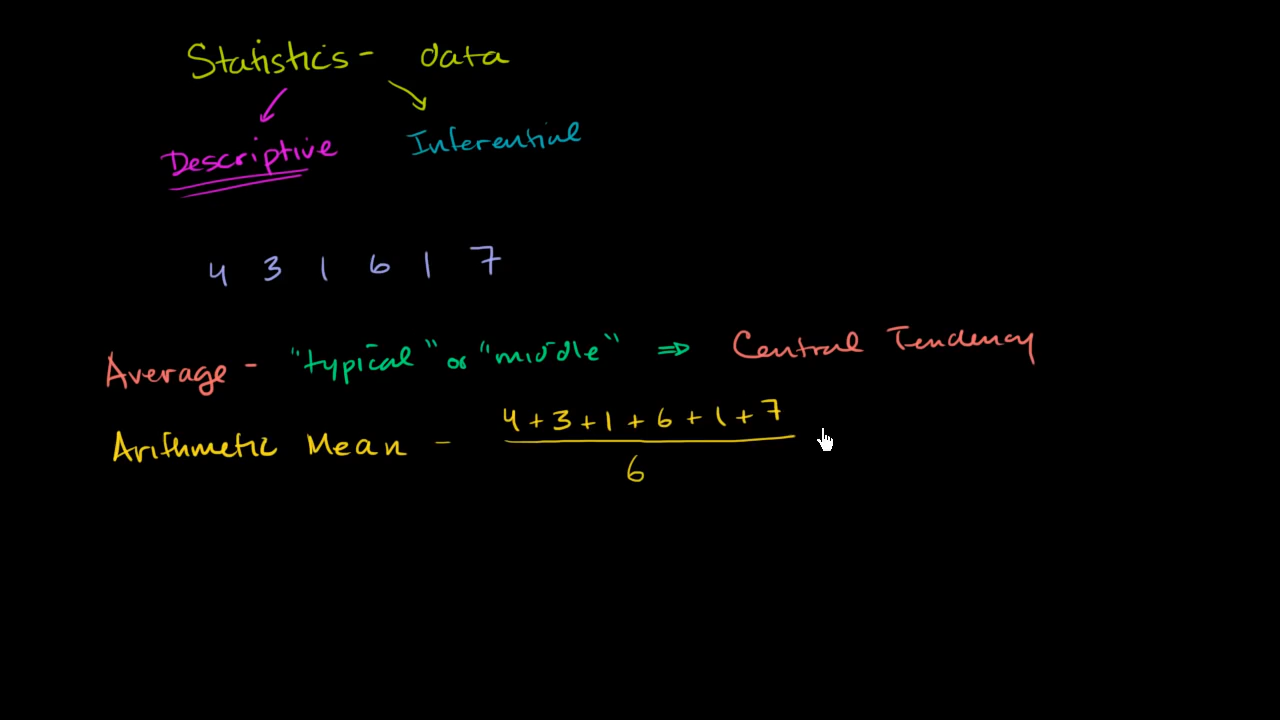 Statistics - data
Descriptive Inferential
4 3 1 6 1 7
Average - "typical" or "middle" ⇒ Central Tendency
Arithmetic Mean - 4 + 3 + 1 + 6 + 1 + 7
6